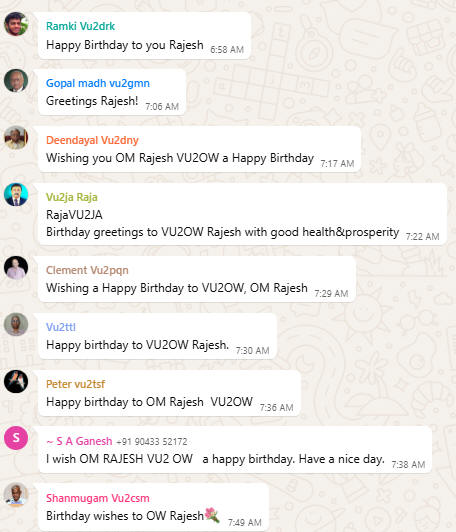 Ramki Vu2drk
Happy Birthday to you Rajesh 6:58 AM
Gopal madh vu2gmn
Greetings Rajesh! 7:06 AM
Deendayal Vu2dny
Wishing you OM Rajesh VU2OW a Happy Birthday 7:17 AM
Vu2ja Raja
RajaVU2JA
Birthday greetings to VU2OW Rajesh with good health&prosperity 7:22 AM
Clement Vu2pqn
Wishing a Happy Birthday to VU2OW, OM Rajesh 7:29 AM
Vu2ttl
Happy birthday to VU2OW Rajesh. 7:30 AM
Peter vu2tsf
Happy birthday to OM Rajesh VU2OW 7:36 AM
S
~ S A Ganesh +91 90433 52172
I wish OM RAJESH VU2 OW a happy birthday. Have a nice day. 7:38 AM
Shanmugam Vu2csm
Birthday wishes to OW Rajesh💐 7:49 AM